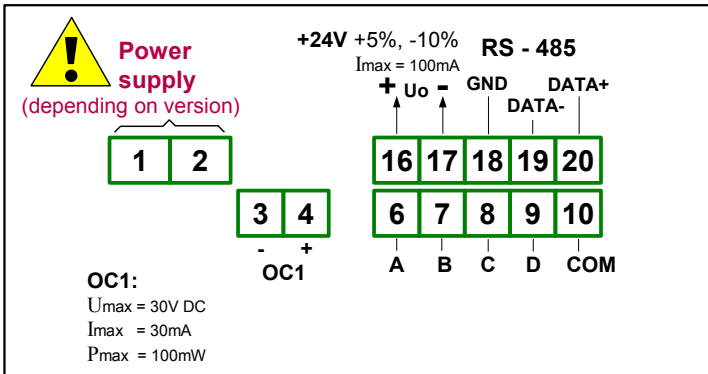 !
Power
supply
(depending on version)
+24V +5%, -10%
Imax = 100mA
+ Uo -
RS - 485
GND
DATA+
DATA-
1 2
16 17 18 19 20
3 4
6 7 8 9 10
- +
OC1
A B C D COM
OC1:
Umax = 30V DC
Imax = 30mA
Pmax = 100mW